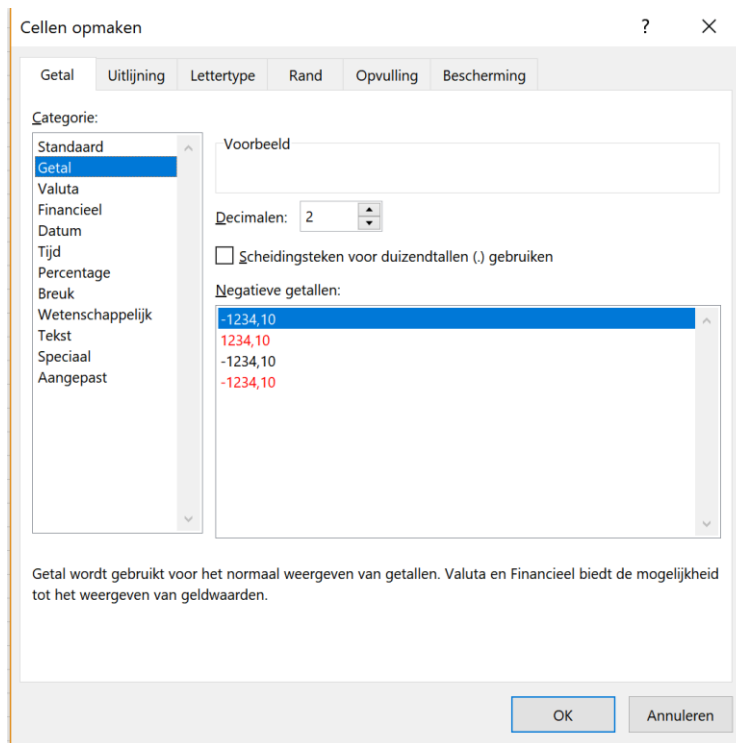 Cellen opmaken
?
Getal Uitlijning Lettertype Rand Opvulling Bescherming
Categorie:
Standaard
Getal
Valuta
Financieel
Datum
Tijd
Percentage
Breuk
Wetenschappelijk
Tekst
Speciaal
Aangepast
Voorbeeld
Decimalen: 2
Scheidingsteken voor duizendtallen (.) gebruiken
Negatieve getallen:
-1234,10
1234,10
-1234,10
-1234,10
Getal wordt gebruikt voor het normaal weergeven van getallen. Valuta en Financieel biedt de mogelijkheid
tot het weergeven van geldwaarden.
OK Annuleren